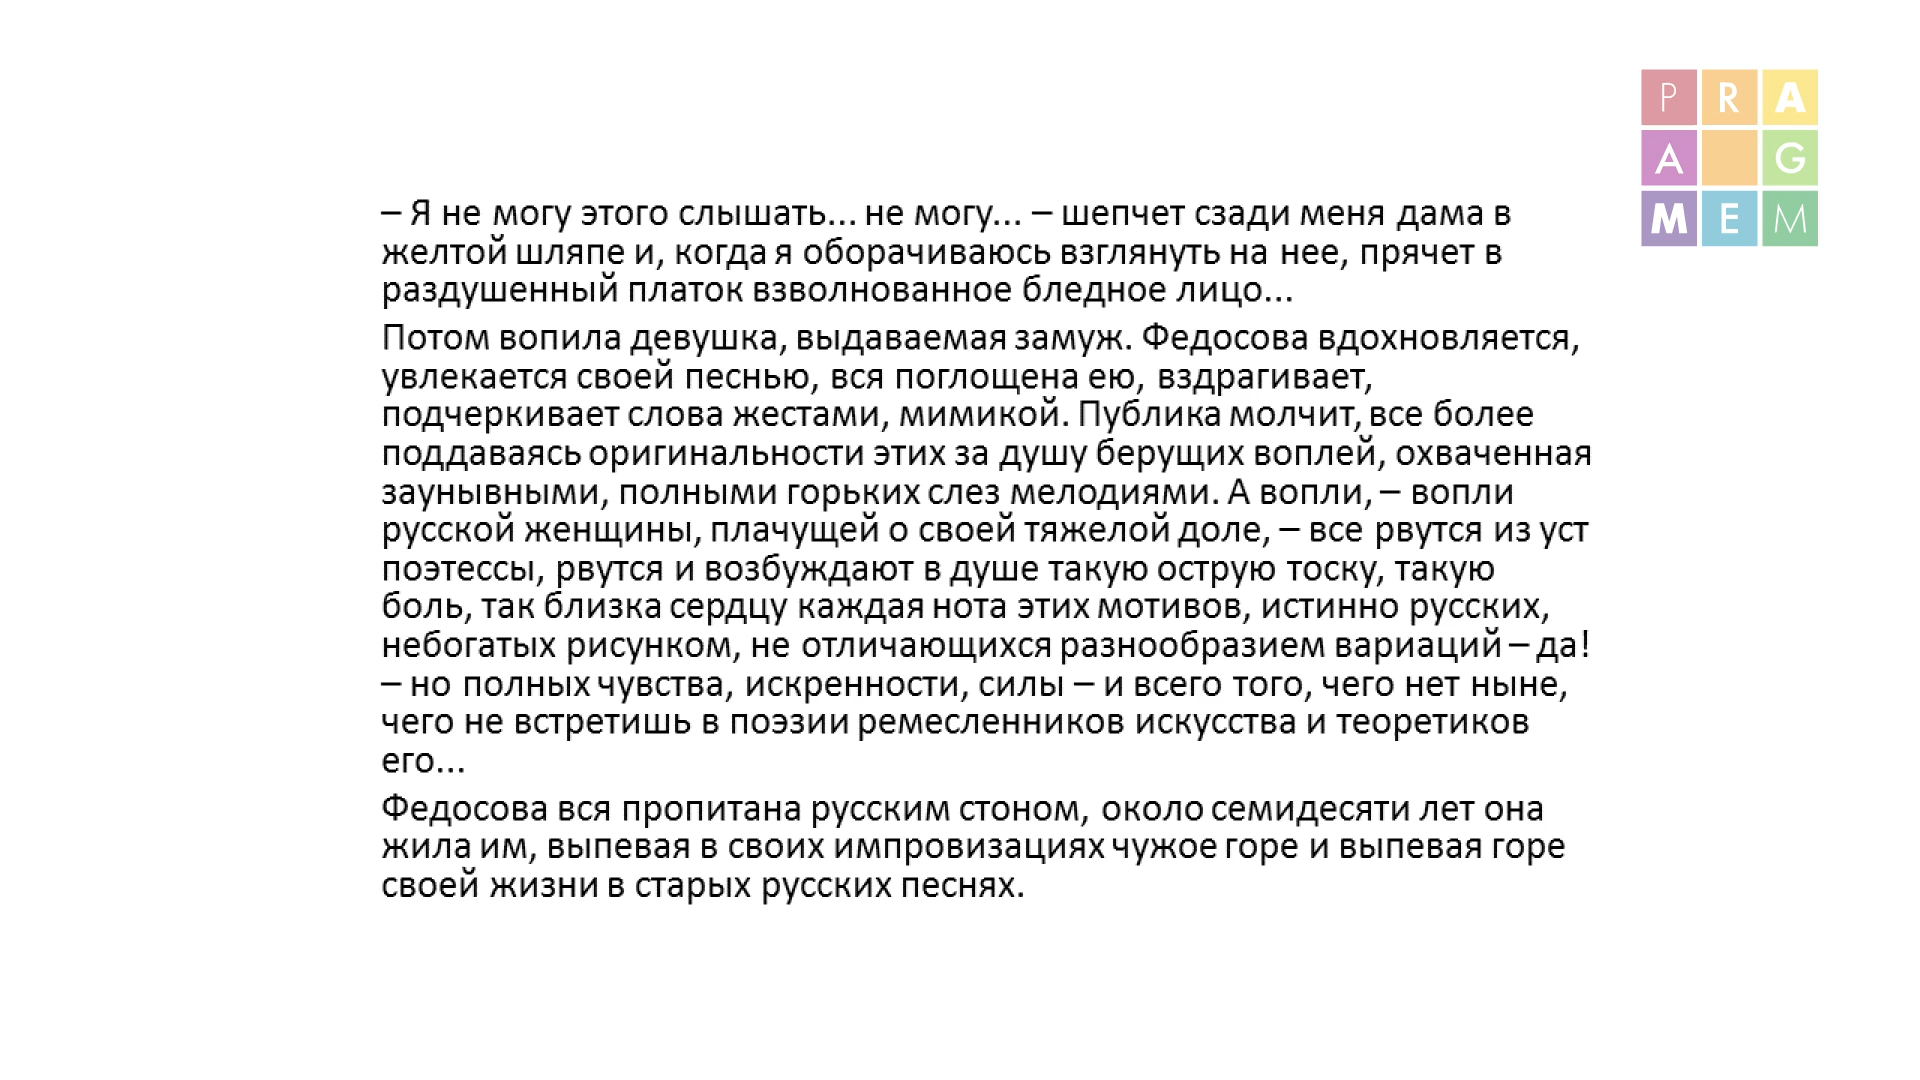 – Я не могу этого слышать... не могу... – шепчет сзади меня дама в
желтой шляпе и, когда я оборачиваюсь взглянуть на нее, прячет в
раздушенный платок взволнованное бледное лицо...
Потом вопила девушка, выдаваемая замуж. Федосова вдохновляется,
увлекается своей песнью, вся поглощена ею, вздрагивает,
подчеркивает слова жестами, мимикой. Публика молчит, все более
поддаваясь оригинальности этих за душу берущих воплей, охваченная
заунывными, полными горьких слез мелодиями. А вопли, – вопли
русской женщины, плачущей о своей тяжелой доле, – все рвутся из уст
поэтессы, рвутся и возбуждают в душе такую острую тоску, такую
боль, так близка сердцу каждая нота этих мотивов, истинно русских,
небогатых рисунком, не отличающихся разнообразием вариаций – да!
– но полных чувства, искренности, силы – и всего того, чего нет ныне,
чего не встретишь в поэзии ремесленников искусства и теоретиков
его...
Федосова вся пропитана русским стоном, около семидесяти лет она
жила им, выпевая в своих импровизациях чужое горе и выпевая горе
своей жизни в старых русских песнях.
P R A
A G
M E M